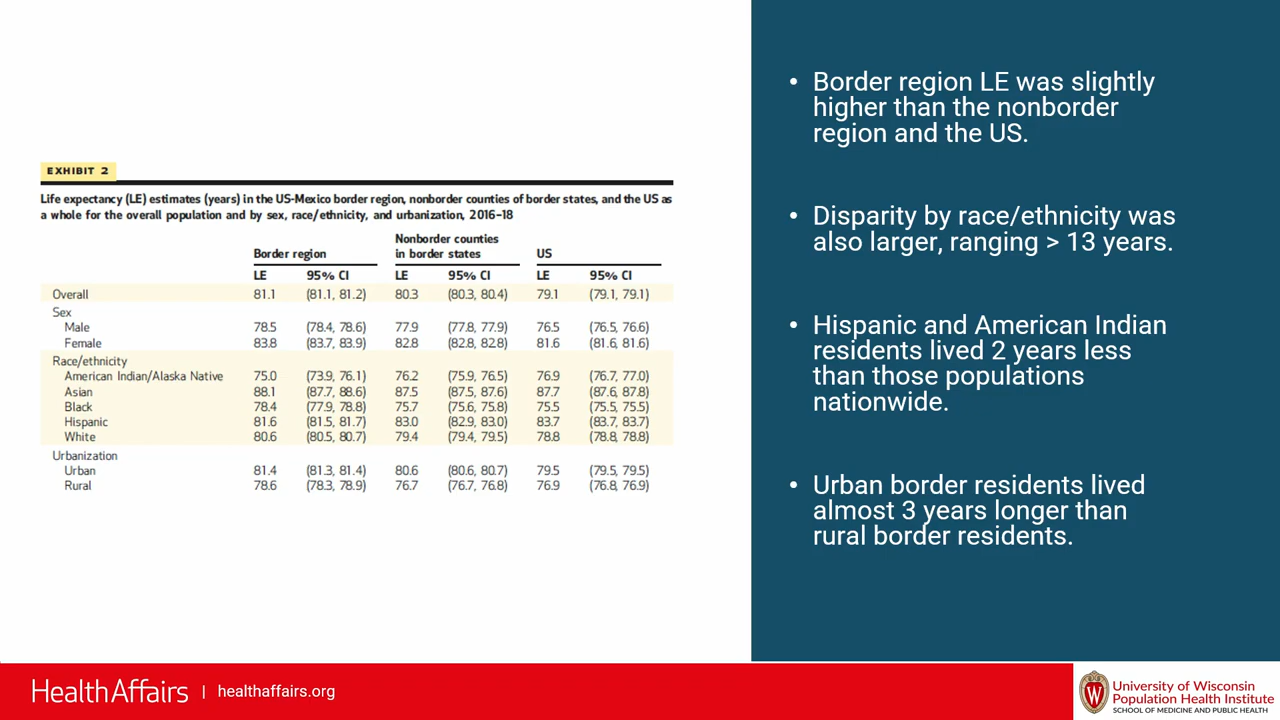 EXHIBIT 2
Life expectancy (LE) estimates (years) in the US-Mexico border region, nonborder counties of border states, and the US as
a whole for the overall population and by sex, race/ethnicity, and urbanization, 2016–18
Nonborder counties
Border region in border states US
LE 95% CI LE 95% CI LE 95% CI
Overall 81.1 (81.1, 81.2) 80.3 (80.3, 80.4) 79.1 (79.1, 79.1)
Sex
Male 78.5 (78.4, 78.6) 77.9 (77.8, 77.9) 76.5 (76.5, 76.6)
Female 83.8 (83.7, 83.9) 82.8 (82.8, 82.8) 81.6 (81.6, 81.6)
Race/ethnicity
American Indian/Alaska Native 75.0 (73.9, 76.1) 76.2 (75.9, 76.5) 76.9 (76.7, 77.0)
Asian 88.1 (87.7, 88.6) 87.5 (87.5, 87.6) 87.7 (87.6, 87.8)
Black 78.4 (77.9, 78.8) 75.7 (75.6, 75.8) 75.5 (75.5, 75.5)
Hispanic 81.6 (81.5, 81.7) 83.0 (82.9, 83.0) 83.7 (83.7, 83.7)
White 80.6 (80.5, 80.7) 79.4 (79.4, 79.5) 78.8 (78.8, 78.8)
Urbanization
Urban 81.4 (81.3, 81.4) 80.6 (80.6, 80.7) 79.5 (79.5, 79.5)
Rural 78.6 (78.3, 78.9) 76.7 (76.7, 76.8) 76.9 (76.8, 76.9)
• Border region LE was slightly
higher than the nonborder
region and the US.
• Disparity by race/ethnicity was
also larger, ranging > 13 years.
• Hispanic and American Indian
residents lived 2 years less
than those populations
nationwide.
• Urban border residents lived
almost 3 years longer than
rural border residents.
HealthAffairs | healthaffairs.org
University of Wisconsin
Population Health Institute
SCHOOL OF MEDICINE AND PUBLIC HEALTH